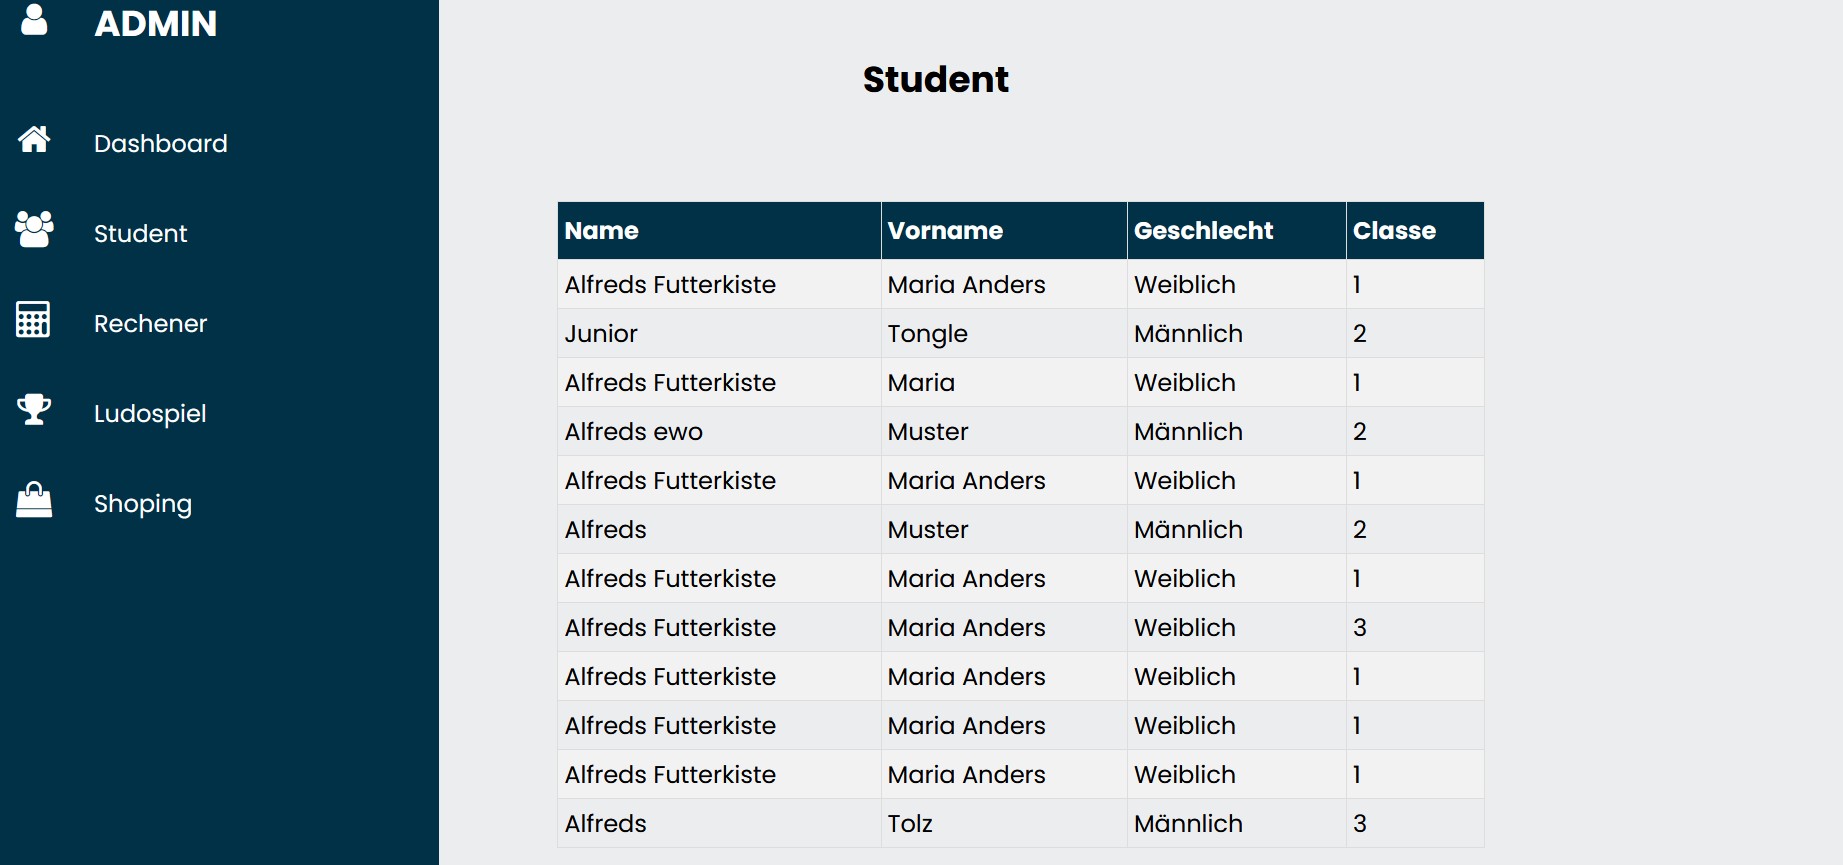 ADMIN
Dashboard
Student
Rechener
Ludospiel
Shoping
Student
Name Vorname Geschlecht Classe
Alfreds Futterkiste Maria Anders Weiblich 1
Junior Tongle Männlich 2
Alfreds Futterkiste Maria Weiblich 1
Alfreds ewo Muster Männlich 2
Alfreds Futterkiste Maria Anders Weiblich 1
Alfreds Muster Männlich 2
Alfreds Futterkiste Maria Anders Weiblich 1
Alfreds Futterkiste Maria Anders Weiblich 3
Alfreds Futterkiste Maria Anders Weiblich 1
Alfreds Futterkiste Maria Anders Weiblich 1
Alfreds Futterkiste Maria Anders Weiblich 1
Alfreds Tolz Männlich 3